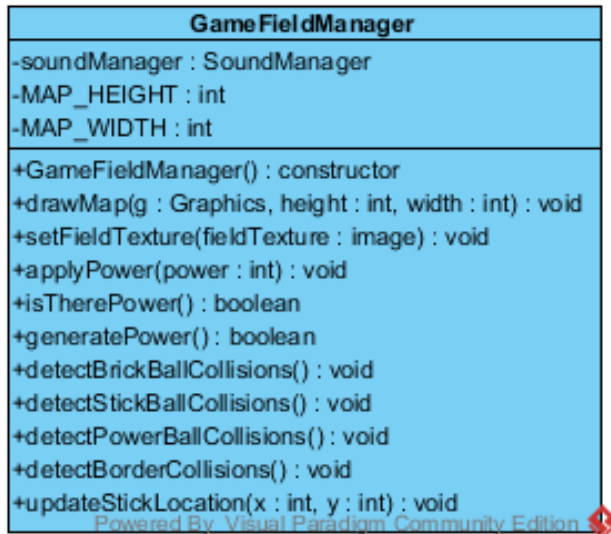 GameFieldManager
-soundManager : SoundManager
-MAP_HEIGHT : int
-MAP_WIDTH : int
+GameFieldManager() : constructor
+drawMap(g : Graphics, height : int, width : int) : void
+setFieldTexture(fieldTexture : image) : void
+applyPower(power : int) : void
+isTherePower() : boolean
+generatePower() : boolean
+detectBrickBallCollisions() : void
+detectStickBallCollisions() : void
+detectPowerBallCollisions() : void
+detectBorderCollisions() : void
+updateStickLocation(x : int, y : int) : void
Powered By Visual Paradigm Community Edition